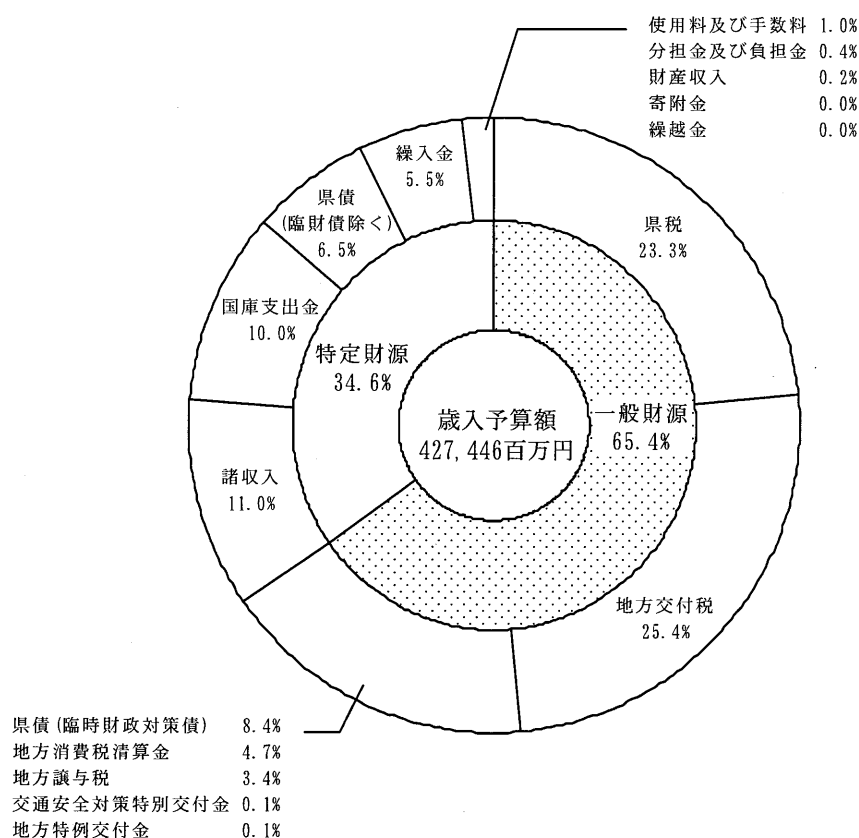 使用料及び手数料 1.0%
分担金及び負担金 0.4%
財産収入 0.2%
寄附金 0.0%
繰越金 0.0%
繰入金
5.5%
県債
(臨財債除く)
6.5%
県税
23.3%
国庫支出金
10.0%
特定財源
34.6%
歳入予算額
427,446百万円
一般財源
65.4%
諸収入
11.0%
地方交付税
25.4%
県債(臨時財政対策債) 8.4%
地方消費税清算金 4.7%
地方譲与税 3.4%
交通安全対策特別交付金 0.1%
地方特例交付金 0.1%